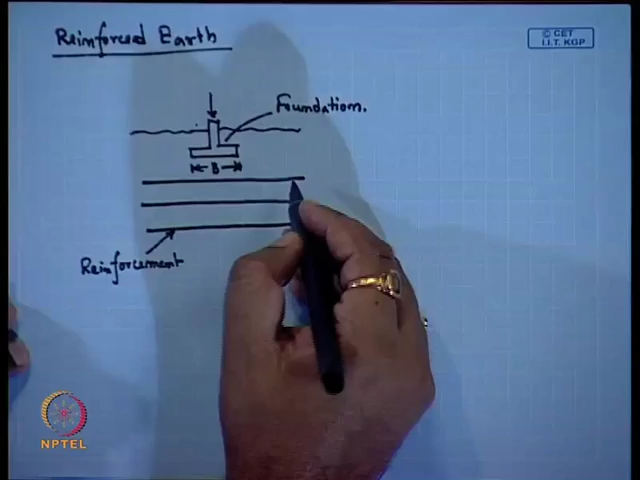 Reinforced Earth
© CET
I.I.T. KGP
Foundation.
B
Reinforcement
NPTEL